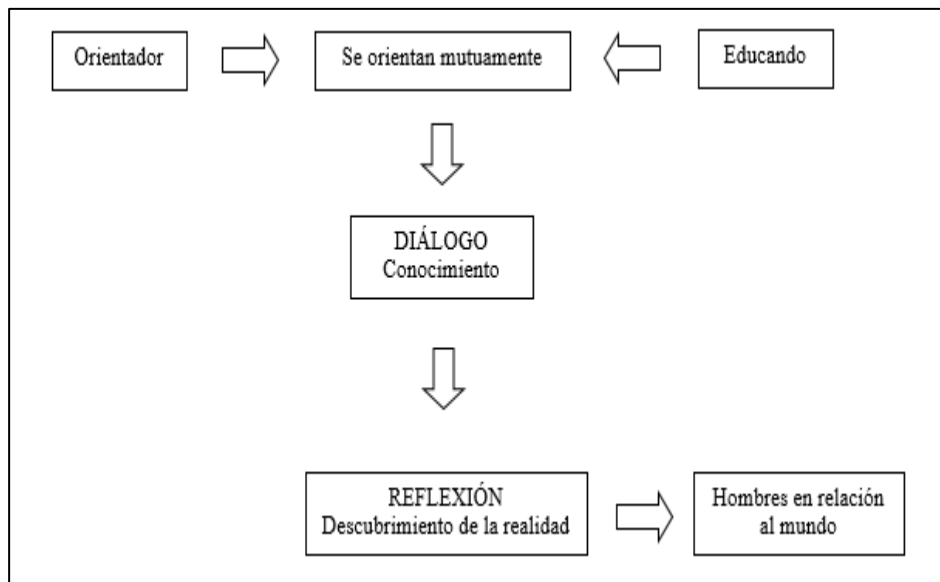 Orientador
Se orientan mutuamente
Educando
DIÁLOGO
Conocimiento
REFLEXIÓN
Descubrimiento de la realidad
Hombres en relación
al mundo